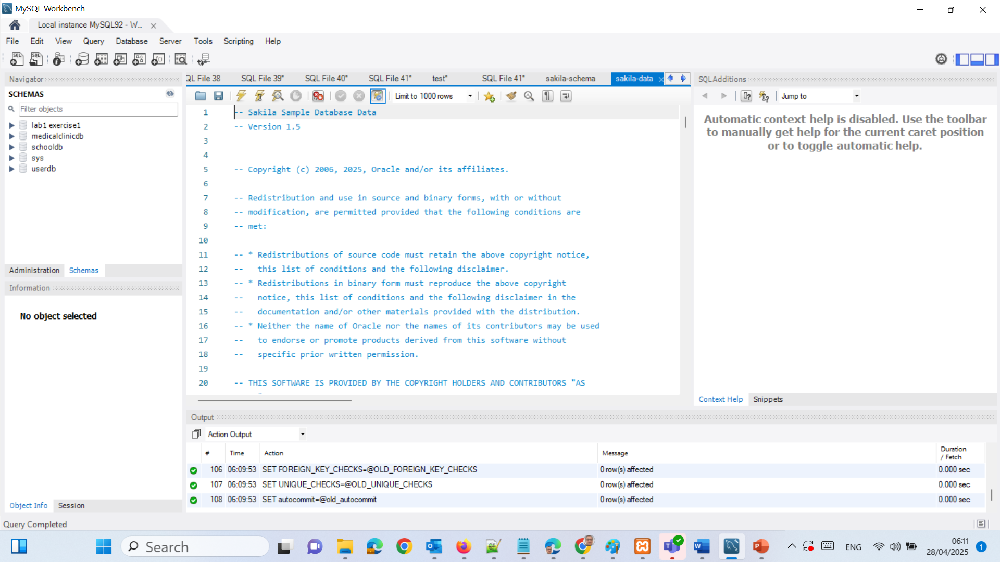 MySQL Workbench
Local instance MySQL92 - W...
File Edit View Query Database Server Tools Scripting Help
Navigator
SCHEMAS
Filter objects
lab1 exercise1
medicalclinicdb
schooldb
sys
userdb
Administration Schemas
Information
No object selected
Object Info Session
QL File 38 SQL File 39* SQL File 40* SQL File 41* test* SQL File 41* sakila-schema sakila-data
Limit to 1000 rows
1 -- Sakila Sample Database Data
2 -- Version 1.5
3
4
5 -- Copyright (c) 2006, 2025, Oracle and/or its affiliates.
6
7 -- Redistribution and use in source and binary forms, with or without
8 -- modification, are permitted provided that the following conditions are
9 -- met:
10
11 -- * Redistributions of source code must retain the above copyright notice,
12 -- this list of conditions and the following disclaimer.
13 -- * Redistributions in binary form must reproduce the above copyright
14 -- notice, this list of conditions and the following disclaimer in the
15 -- documentation and/or other materials provided with the distribution.
16 -- * Neither the name of Oracle nor the names of its contributors may be used
17 -- to endorse or promote products derived from this software without
18 -- specific prior written permission.
19
20 -- THIS SOFTWARE IS PROVIDED BY THE COPYRIGHT HOLDERS AND CONTRIBUTORS "AS
SQLAdditions
Jump to
Automatic context help is disabled. Use the toolbar
to manually get help for the current caret position
or to toggle automatic help.
Context Help Snippets
Output
Action Output
# Time Action Message Duration / Fetch
106 06:09:53 SET FOREIGN_KEY_CHECKS=@OLD_FOREIGN_KEY_CHECKS 0 row(s) affected 0.000 sec
107 06:09:53 SET UNIQUE_CHECKS=@OLD_UNIQUE_CHECKS 0 row(s) affected 0.000 sec
108 06:09:53 SET autocommit=@old_autocommit 0 row(s) affected 0.000 sec
Query Completed
Search
ENG
06:11
28/04/2025
1